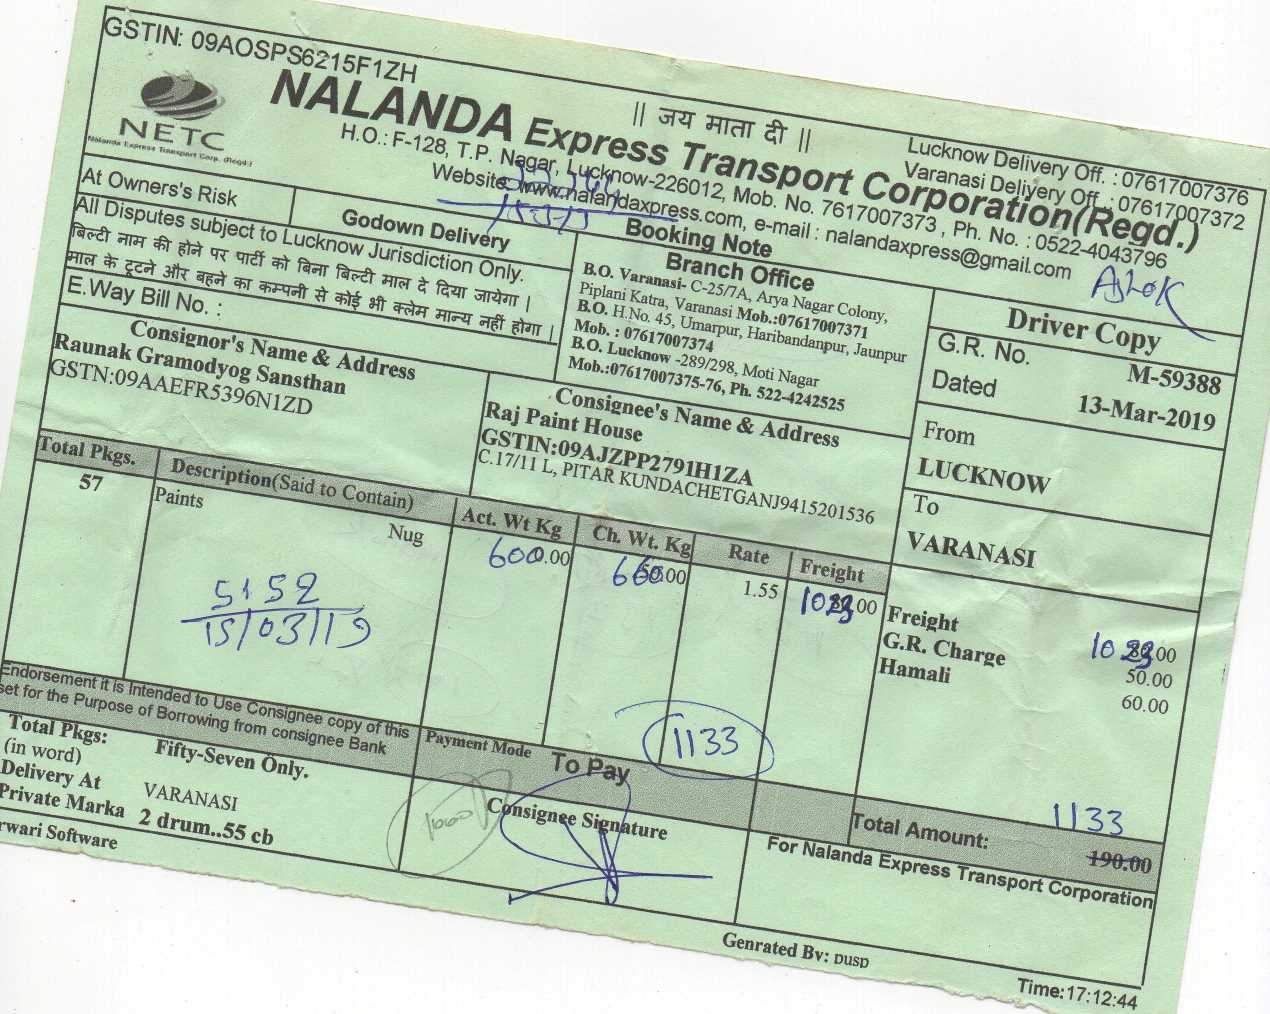 GSTIN: 09AOSPS6215F1ZH
|| जय माता दी ||
Lucknow Delivery Off. : 07617007376
Varanasi Delivery Off. : 07617007372
NETC
Nalanda Express Transport Corp. (Regd.)
NALANDA Express Transport Corporation(Regd.)
H.O.: F-128, T.P. Nagar, Lucknow-226012, Mob. No. 7617007373 , Ph. No. : 0522-4043796
Website: www.nalandaxpress.com, e-mail : nalandaxpress@gmail.com
Ashok
At Owners's Risk
Godown Delivery
Booking Note
All Disputes subject to Lucknow Jurisdiction Only.
बिल्टी नाम की होने पर पार्टी को बिना बिल्टी माल दे दिया जायेगा ।
माल के टूटने और बहने का कम्पनी से कोई भी क्लेम मान्य नहीं होगा ।
E.Way Bill No. :
Branch Office
B.O. Varanasi- C-25/7A, Arya Nagar Colony,
Piplani Katra, Varanasi Mob.:07617007371
B.O. H.No. 45, Umarpur, Haribandanpur, Jaunpur
Mob. : 07617007374
B.O. Lucknow -289/298, Moti Nagar
Mob.:07617007375-76, Ph. 522-4242525
Driver Copy
G.R. No. M-59388
Dated 13-Mar-2019
Consignor's Name & Address
Raunak Gramodyog Sansthan
GSTN:09AAEFR5396N1ZD
Consignee's Name & Address
Raj Paint House
GSTIN:09AJZPP2791H1ZA
C.17/11 L, PITAR KUNDACHETGANJ9415201536
From
LUCKNOW
To
VARANASI
Total Pkgs. Description(Said to Contain) Act. Wt Kg Ch. Wt. Kg Rate Freight
57 Paints Nug 600.00 660.00 1.55 1023.00
5152
15/03/19
Freight 1023.00
G.R. Charge 50.00
Hamali 60.00
1133
Endorsement it is Intended to Use Consignee copy of this
set for the Purpose of Borrowing from consignee Bank
Payment Mode To Pay
Total Pkgs: Fifty-Seven Only.
(in word)
Delivery At VARANASI
Private Marka 2 drum..55 cb
Consignee Signature
1133
Total Amount: 190.00
For Nalanda Express Transport Corporation
rwari Software
Genrated By: DUSD
Time:17:12:44